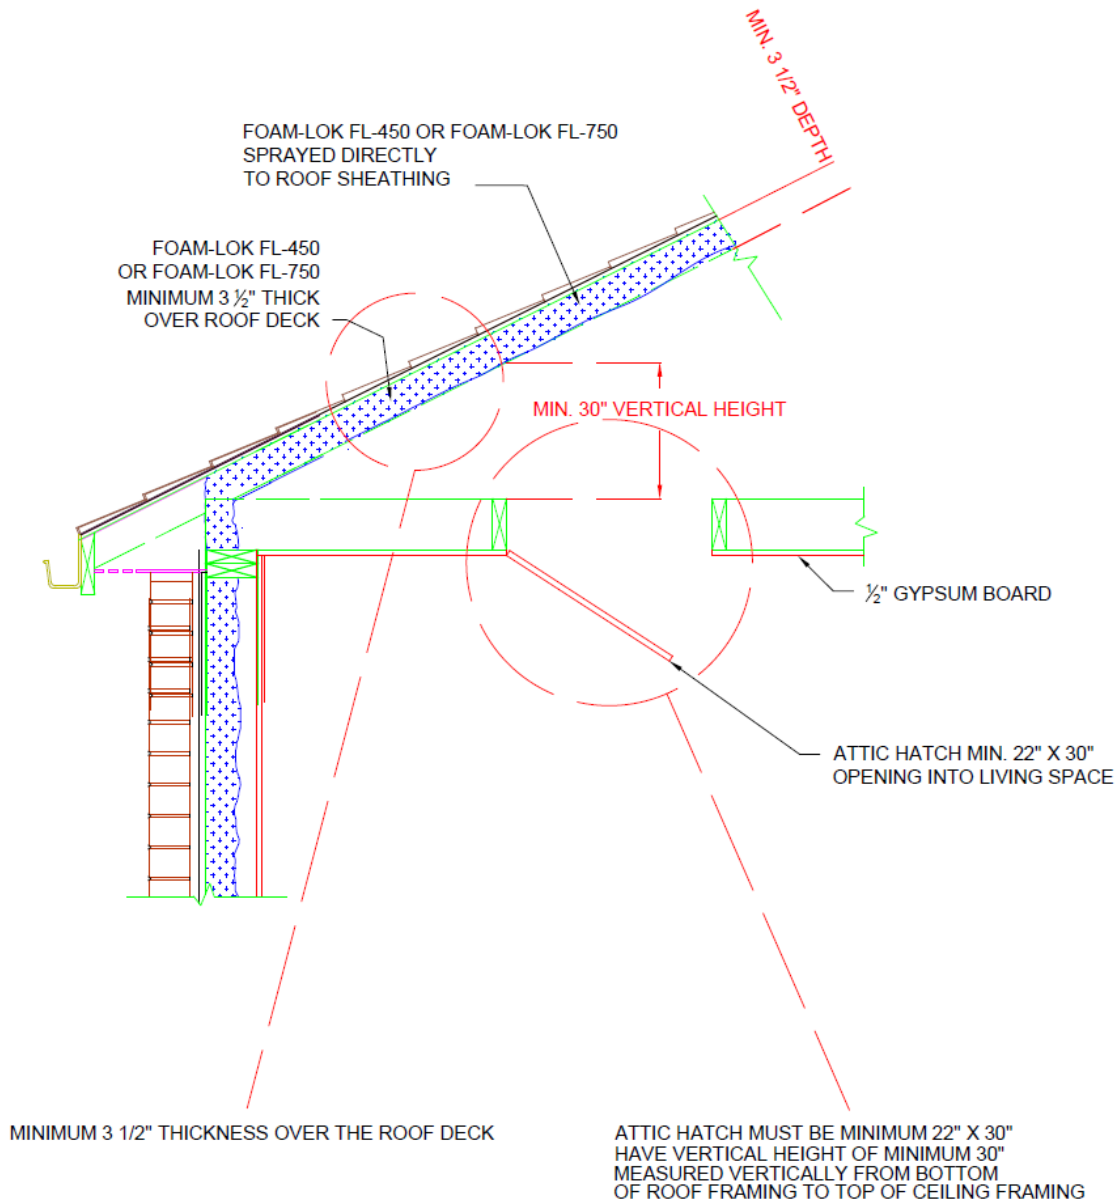 MIN. 3 1/2" DEPTH
FOAM-LOK FL-450 OR FOAM-LOK FL-750
SPRAYED DIRECTLY
TO ROOF SHEATHING
FOAM-LOK FL-450
OR FOAM-LOK FL-750
MINIMUM 3 ½" THICK
OVER ROOF DECK
MIN. 30" VERTICAL HEIGHT
½" GYPSUM BOARD
ATTIC HATCH MIN. 22" X 30"
OPENING INTO LIVING SPACE
MINIMUM 3 1/2" THICKNESS OVER THE ROOF DECK
ATTIC HATCH MUST BE MINIMUM 22" X 30"
HAVE VERTICAL HEIGHT OF MINIMUM 30"
MEASURED VERTICALLY FROM BOTTOM
OF ROOF FRAMING TO TOP OF CEILING FRAMING